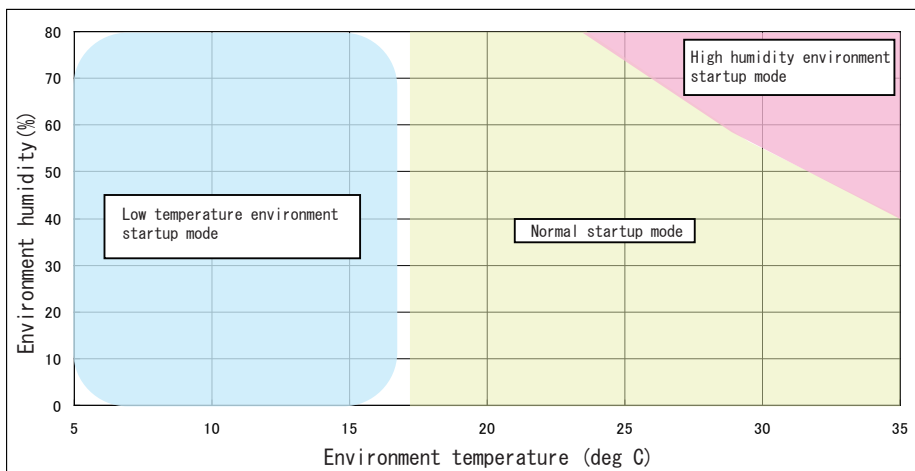 80
70
60
50
40
30
20
10
0
Environment humidity(%)
High humidity environment
startup mode
Low temperature environment
startup mode
Normal startup mode
5
10
15
20
25
30
35
Environment temperature (deg C)